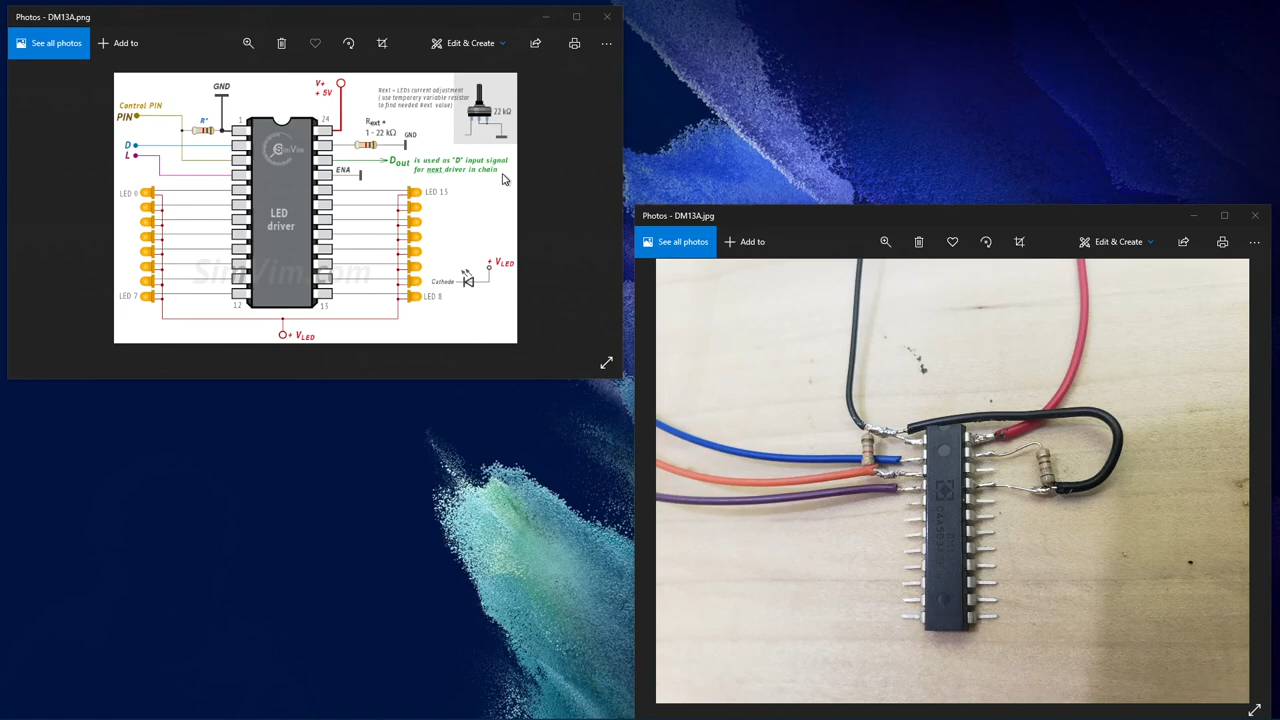 Photos - DM13A.png
See all photos
Add to
Edit & Create
GND
V+
+ 5V
Rext = LEDs current adjustment
( use temporary variable resistor
to find needed Rext value)
22 kΩ
Control PIN
PIN
R*
1
24
Rext *
1 - 22 kΩ
GND
D
L
SimVim
Dout is used as "D" input signal
for next driver in chain
ENA
LED 0
LED 15
LED
driver
SimVim.com
+ VLED
Cathode
LED 7
LED 8
12
13
+ VLED
Photos - DM13A.jpg
See all photos
Add to
Edit & Create